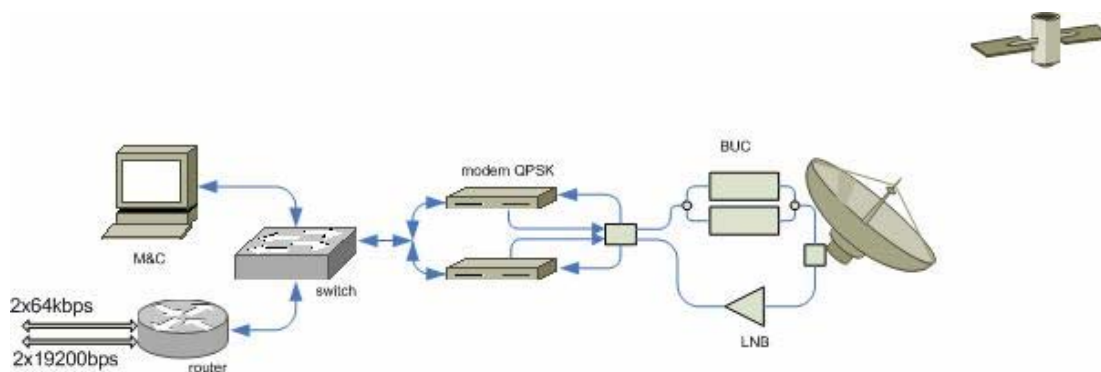 BUC
modem QPSK
M&C
switch
2x64kbps
2x19200bps
router
LNB